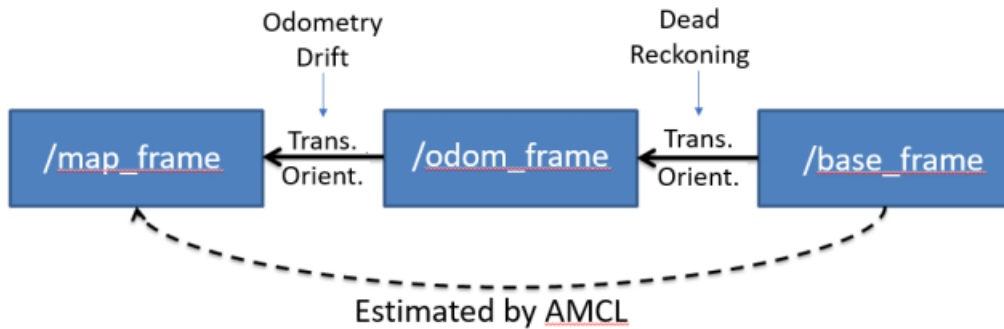 Odometry
Drift
Dead
Reckoning
/map_frame
Trans.
Orient.
/odom_frame
Trans.
Orient.
/base_frame
Estimated by AMCL